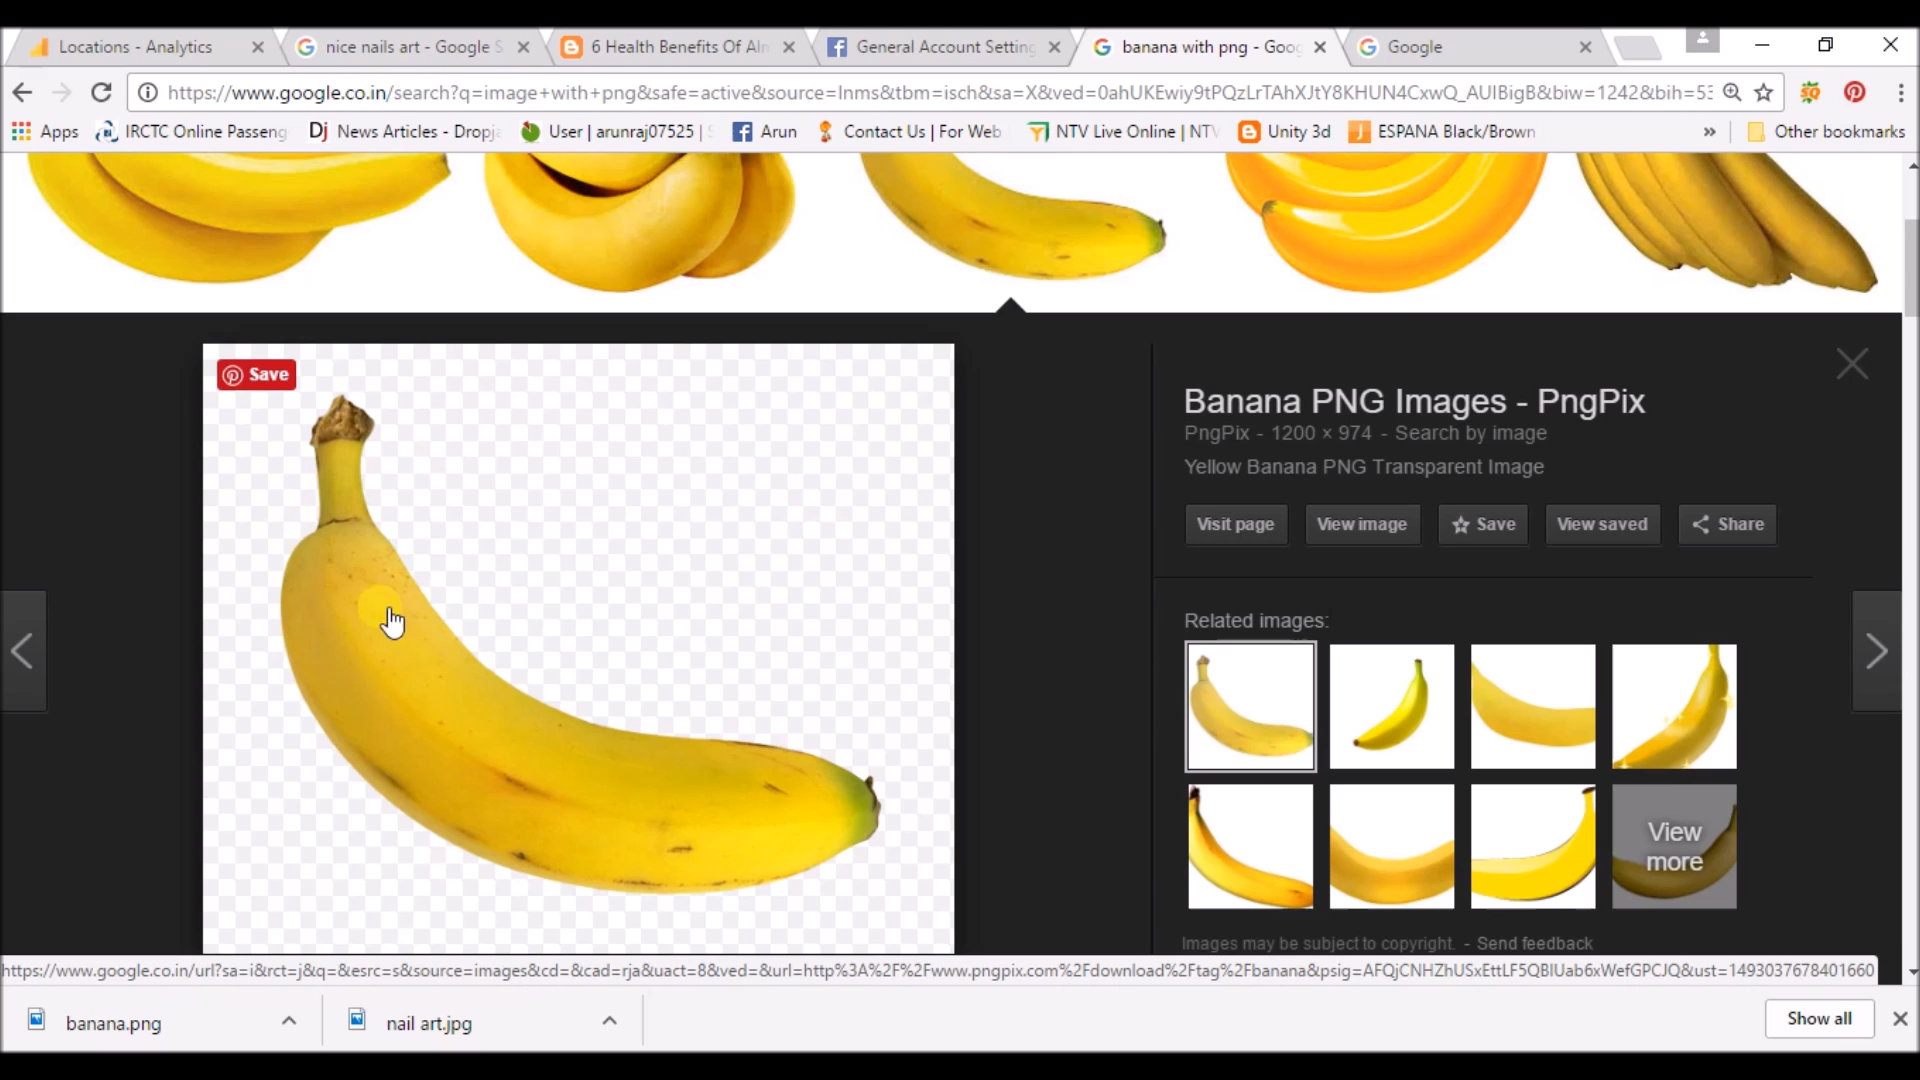 Locations - Analytics
nice nails art - Google S
6 Health Benefits Of Alm
General Account Setting
banana with png - Goog
Google
https://www.google.co.in/search?q=image+with+png&safe=active&source=lnms&tbm=isch&sa=X&ved=0ahUKEwiy9tPQzLrTAhXJtY8KHUN4CxwQ_AUIBigB&biw=1242&bih=53
Apps
IRCTC Online Passeng
Dj News Articles - Dropja
User | arunraj07525 | S
Arun
Contact Us | For Web
NTV Live Online | NTV
Unity 3d
ESPANA Black/Brown
»
Other bookmarks
Save
Banana PNG Images - PngPix
PngPix - 1200 × 974 - Search by image
Yellow Banana PNG Transparent Image
Visit page
View image
Save
View saved
Share
Related images:
View
more
Images may be subject to copyright. - Send feedback
https://www.google.co.in/url?sa=i&rct=j&q=&esrc=s&source=images&cd=&cad=rja&uact=8&ved=&url=http%3A%2F%2Fwww.pngpix.com%2Fdownload%2Ftag%2Fbanana&psig=AFQjCNHZhUSxEttLF5QBIUab6xWefGPCJQ&ust=1493037678401660
banana.png
nail art.jpg
Show all